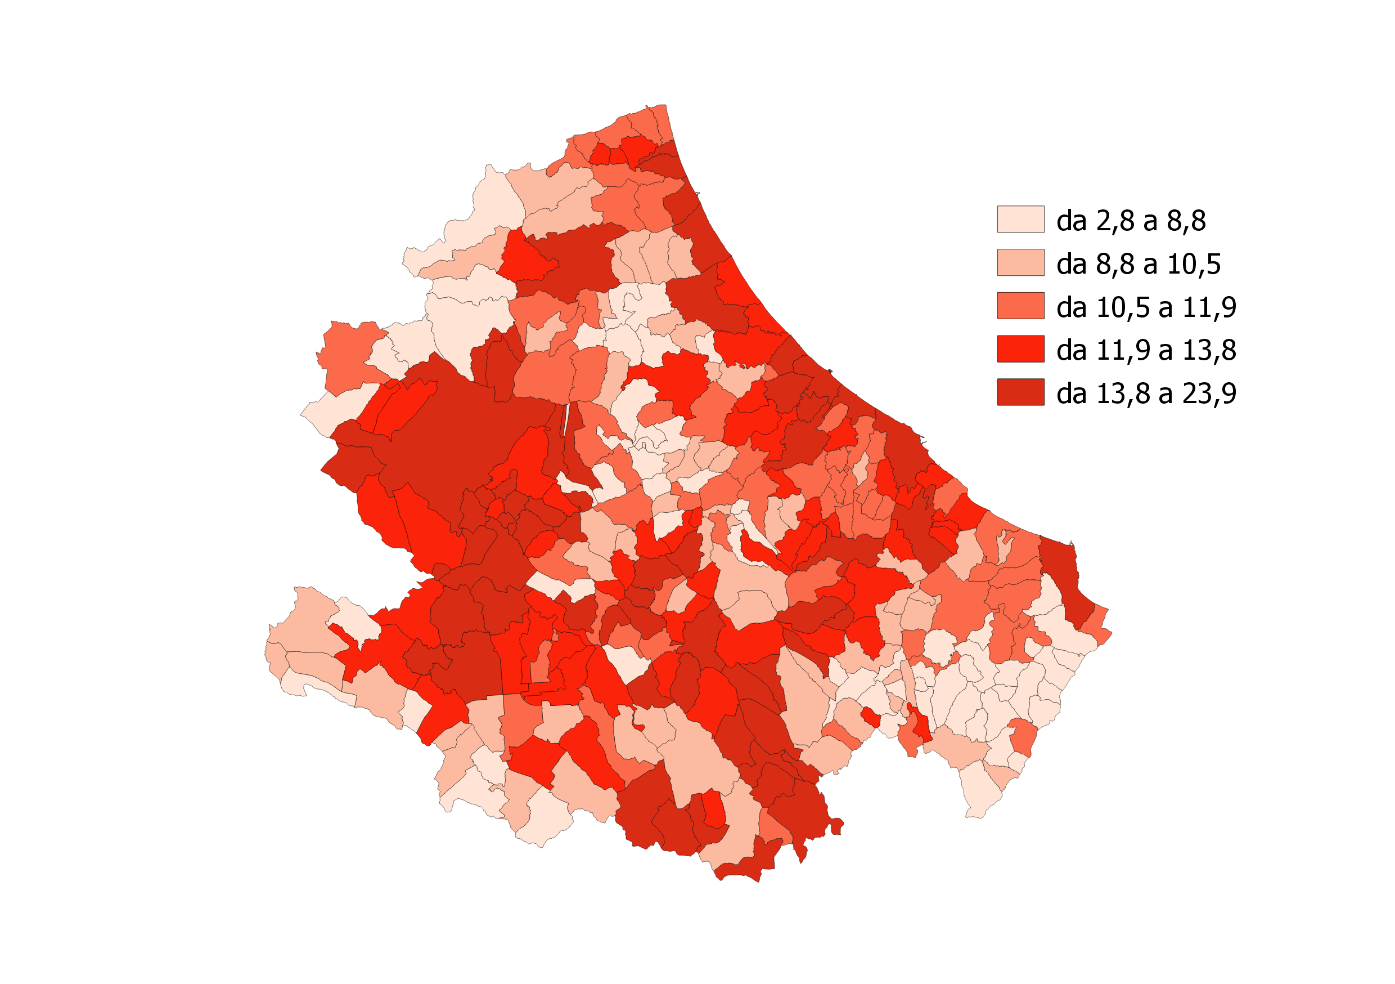 da 2,8 a 8,8
da 8,8 a 10,5
da 10,5 a 11,9
da 11,9 a 13,8
da 13,8 a 23,9